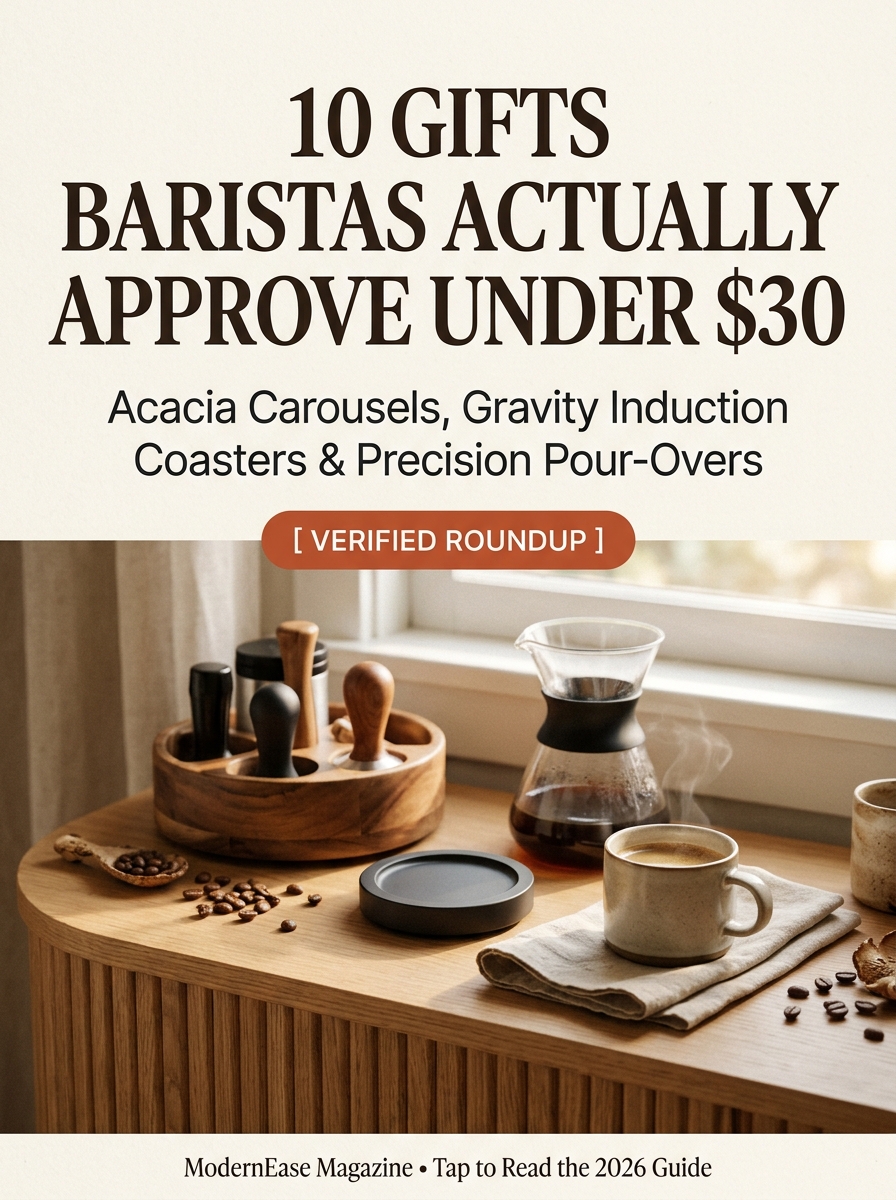 10 GIFTS
BARISTAS ACTUALLY
APPROVE UNDER $30
Acacia Carousels, Gravity Induction
Coasters & Precision Pour-Overs
[ VERIFIED ROUNDUP ]
ModernEase Magazine • Tap to Read the 2026 Guide